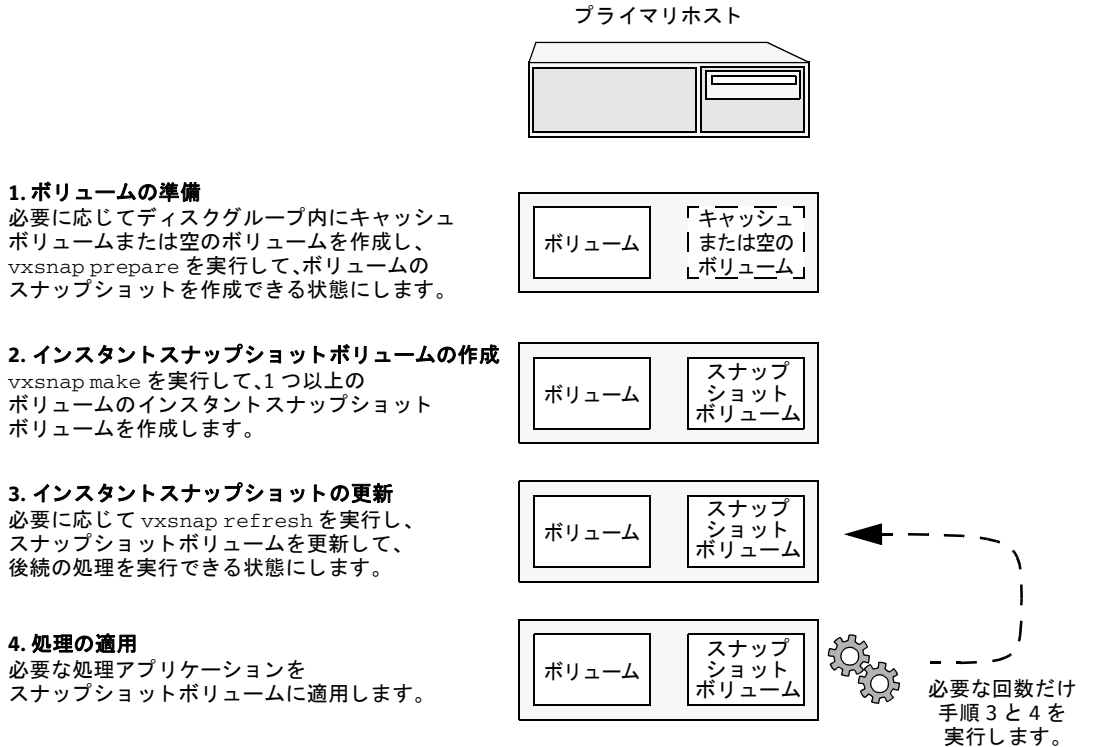 プライマリホスト
1. ボリュームの準備
必要に応じてディスクグループ内にキャッシュ
ボリュームまたは空のボリュームを作成し、
vxsnap prepare を実行して、ボリュームの
スナップショットを作成できる状態にします。
ボリューム
キャッシュ
または空の
ボリューム
2. インスタントスナップショットボリュームの作成
vxsnap make を実行して、1 つ以上の
ボリュームのインスタントスナップショット
ボリュームを作成します。
ボリューム
スナップ
ショット
ボリューム
3. インスタントスナップショットの更新
必要に応じて vxsnap refresh を実行し、
スナップショットボリュームを更新して、
後続の処理を実行できる状態にします。
ボリューム
スナップ
ショット
ボリューム
4. 処理の適用
必要な処理アプリケーションを
スナップショットボリュームに適用します。
ボリューム
スナップ
ショット
ボリューム
必要な回数だけ
手順 3 と 4 を
実行します。